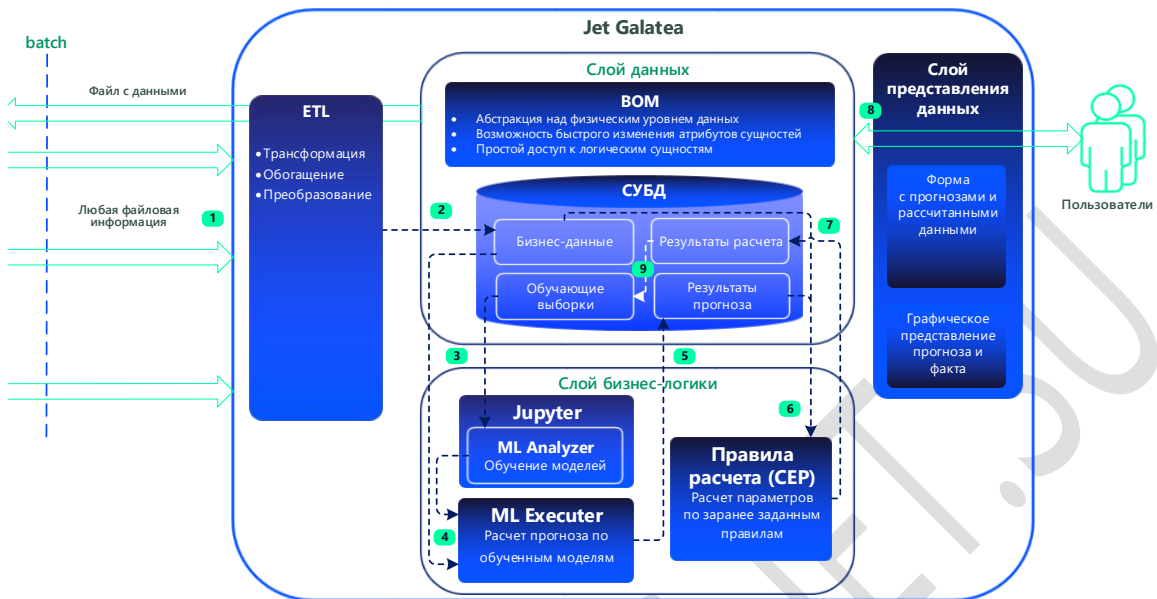 Jet Galatea
batch
Файл с данными
Любая файловая
информация
1
ETL
• Трансформация
• Обогащение
• Преобразование
Слой данных
BOM
• Абстракция над физическим уровнем данных
• Возможность быстрого изменения атрибутов сущностей
• Простой доступ к логическим сущностям
СУБД
2
Бизнес-данные
Результаты расчета
7
9
Обучающие
выборки
Результаты
прогноза
3
5
Слой бизнес-логики
Jupyter
ML Analyzer
Обучение моделей
6
4
ML Executer
Расчет прогноза по
обученным моделям
Правила
расчета (CEP)
Расчет параметров
по заранее заданным
правилам
8
Слой
представления
данных
Форма
с прогнозами и
рассчитанными
данными
Графическое
представление
прогноза и
факта
Пользователи
JET.SU